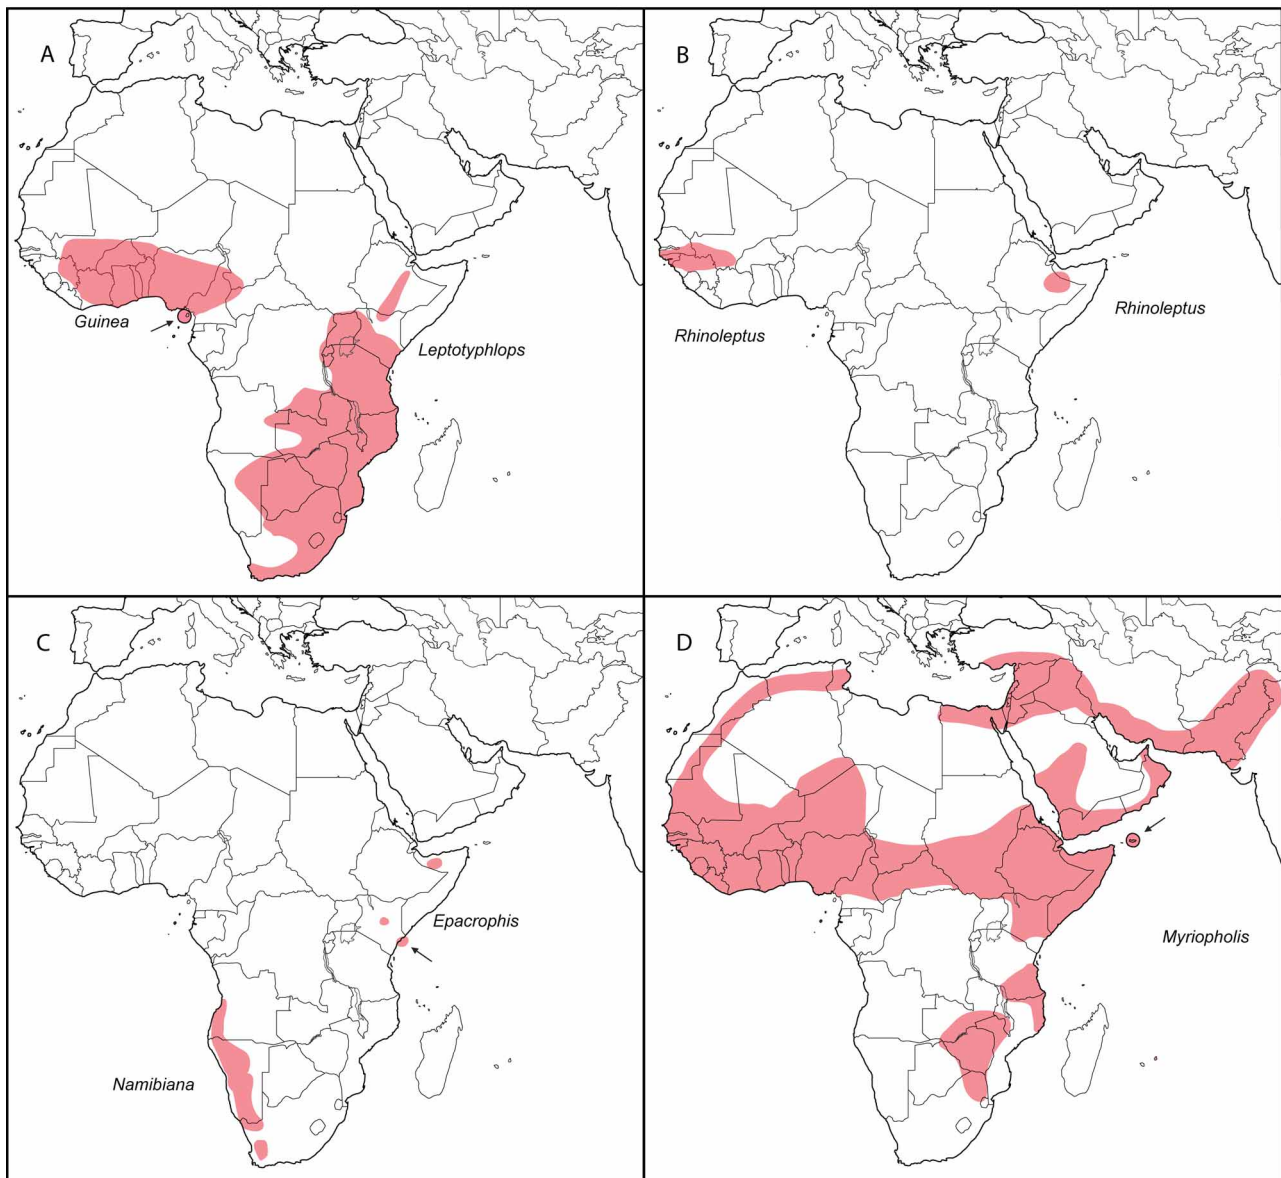 A
Guinea
Leptotyphlops
B
Rhinoleptus
Rhinoleptus
C
Epacrophis
Namibiana
D
Myriopholis